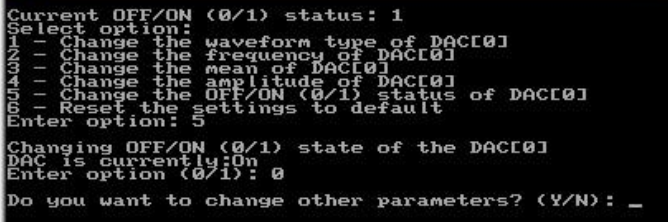 Current OFF/ON (0/1) status: 1
Select option:
1 - Change the waveform type of DAC[0]
2 - Change the frequency of DAC[0]
3 - Change the mean of DAC[0]
4 - Change the amplitude of DAC[0]
5 - Change the OFF/ON (0/1) status of DAC[0]
6 - Reset the settings to default
Enter option: 5
Changing OFF/ON (0/1) state of the DAC[0]
DAC is currently:On
Enter option (0/1): 0
Do you want to change other parameters? (Y/N): _